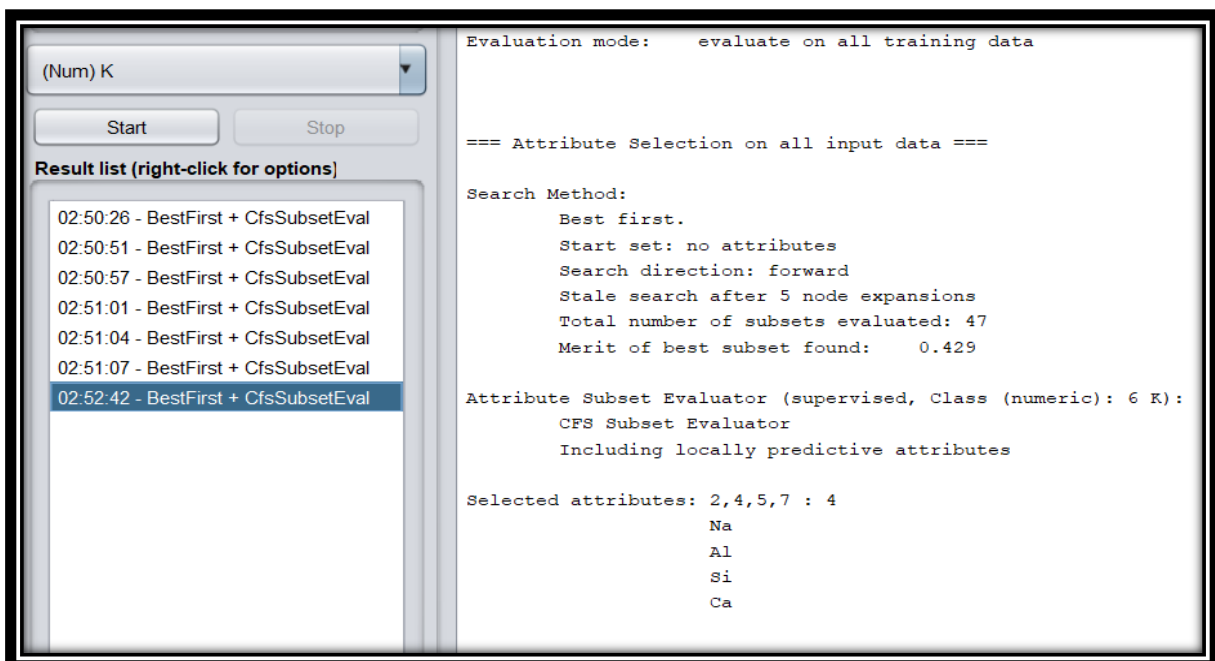 (Num) K
Start
Stop
Result list (right-click for options)
02:50:26 - BestFirst + CfsSubsetEval
02:50:51 - BestFirst + CfsSubsetEval
02:50:57 - BestFirst + CfsSubsetEval
02:51:01 - BestFirst + CfsSubsetEval
02:51:04 - BestFirst + CfsSubsetEval
02:51:07 - BestFirst + CfsSubsetEval
02:52:42 - BestFirst + CfsSubsetEval
Evaluation mode:    evaluate on all training data
=== Attribute Selection on all input data ===
Search Method:
Best first.
Start set: no attributes
Search direction: forward
Stale search after 5 node expansions
Total number of subsets evaluated: 47
Merit of best subset found:    0.429
Attribute Subset Evaluator (supervised, Class (numeric): 6 K):
CFS Subset Evaluator
Including locally predictive attributes
Selected attributes: 2,4,5,7 : 4
Na
Al
Si
Ca